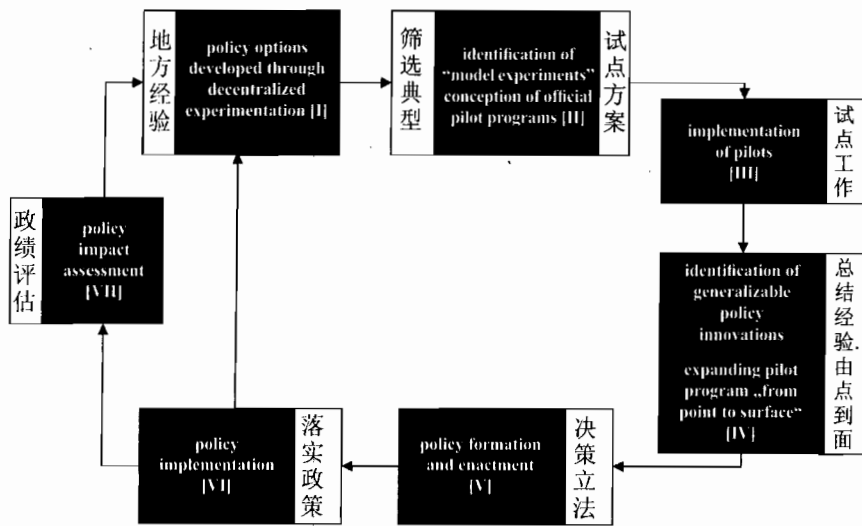 地方经验
policy options
developed through
decentralized
experimentation [I]
筛选典型
identification of
“model experiments”
conception of official
pilot programs [II]
试点方案
implementation
of pilots
[III]
试点工作
identification of
generalizable
policy
innovations
expanding pilot
program „from
point to surface“
[IV]
总结经验.
由点到面
policy formation
and enactment
[V]
决策立法
policy
implementation
[VI]
落实政策
政绩评估
policy
impact
assessment
[VII]